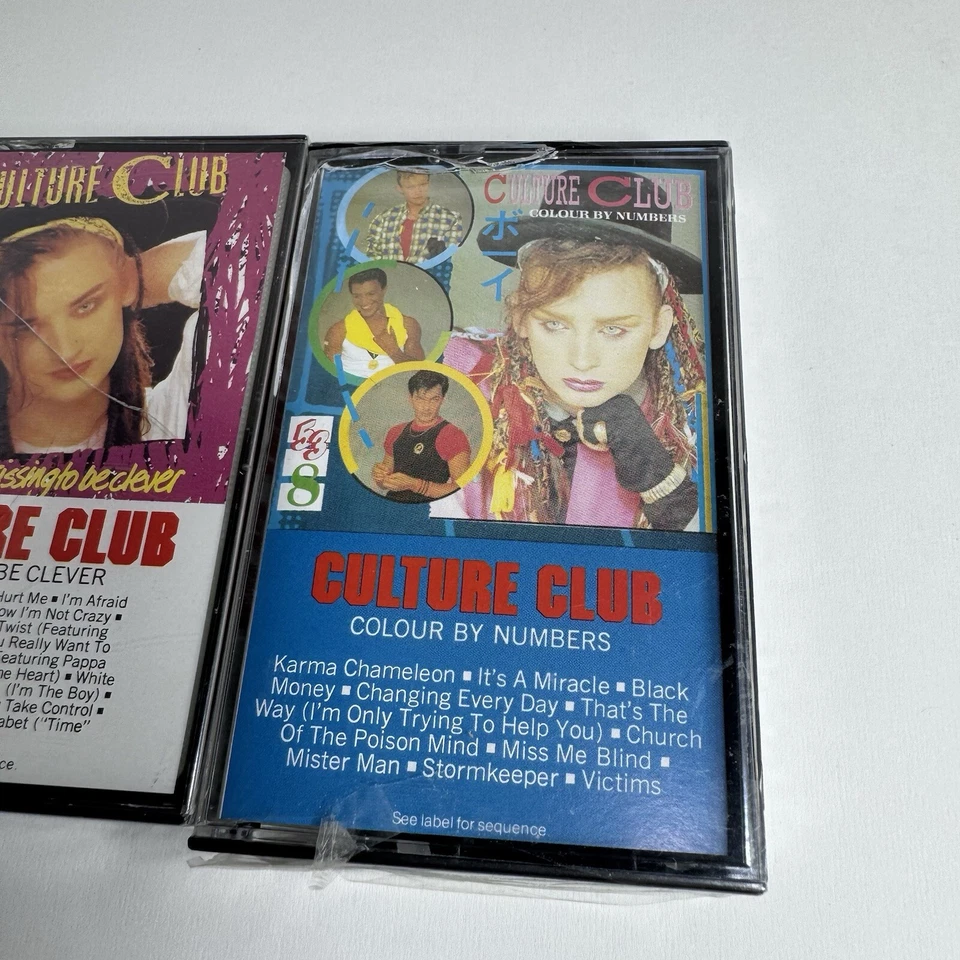 ULTURE CLUB
issing to be clever
RE CLUB
BE CLEVER
Hurt Me ▪ I'm Afraid
ow I'm Not Crazy ▪
Twist (Featuring
u Really Want To
eaturing Pappa
ne Heart) ▪ White
(I'm The Boy) ▪
Take Control ▪
abet ("Time"
ce.
CULTURE CLUB
COLOUR BY NUMBERS
ボーイ
8
CULTURE CLUB
COLOUR BY NUMBERS
Karma Chameleon ▪ It's A Miracle ▪ Black
Money ▪ Changing Every Day ▪ That's The
Way (I'm Only Trying To Help You) ▪ Church
Of The Poison Mind ▪ Miss Me Blind ▪
Mister Man ▪ Stormkeeper ▪ Victims
See label for sequence